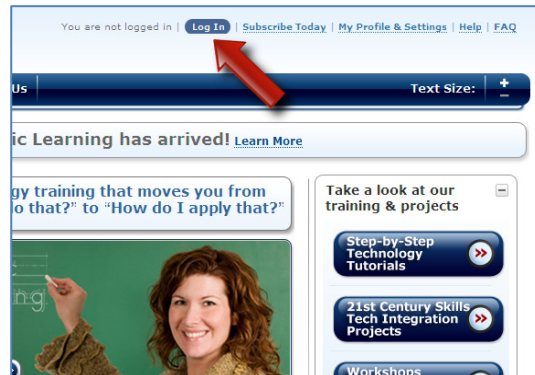 You are not logged in | Log In | Subscribe Today | My Profile & Settings | Help | FAQ
Us
Text Size: + −
ic Learning has arrived! Learn More
gy training that moves you from
o that?" to "How do I apply that?"
Take a look at our
training & projects
Step-by-Step
Technology
Tutorials
21st Century Skills
Tech Integration
Projects
Workshops
ng